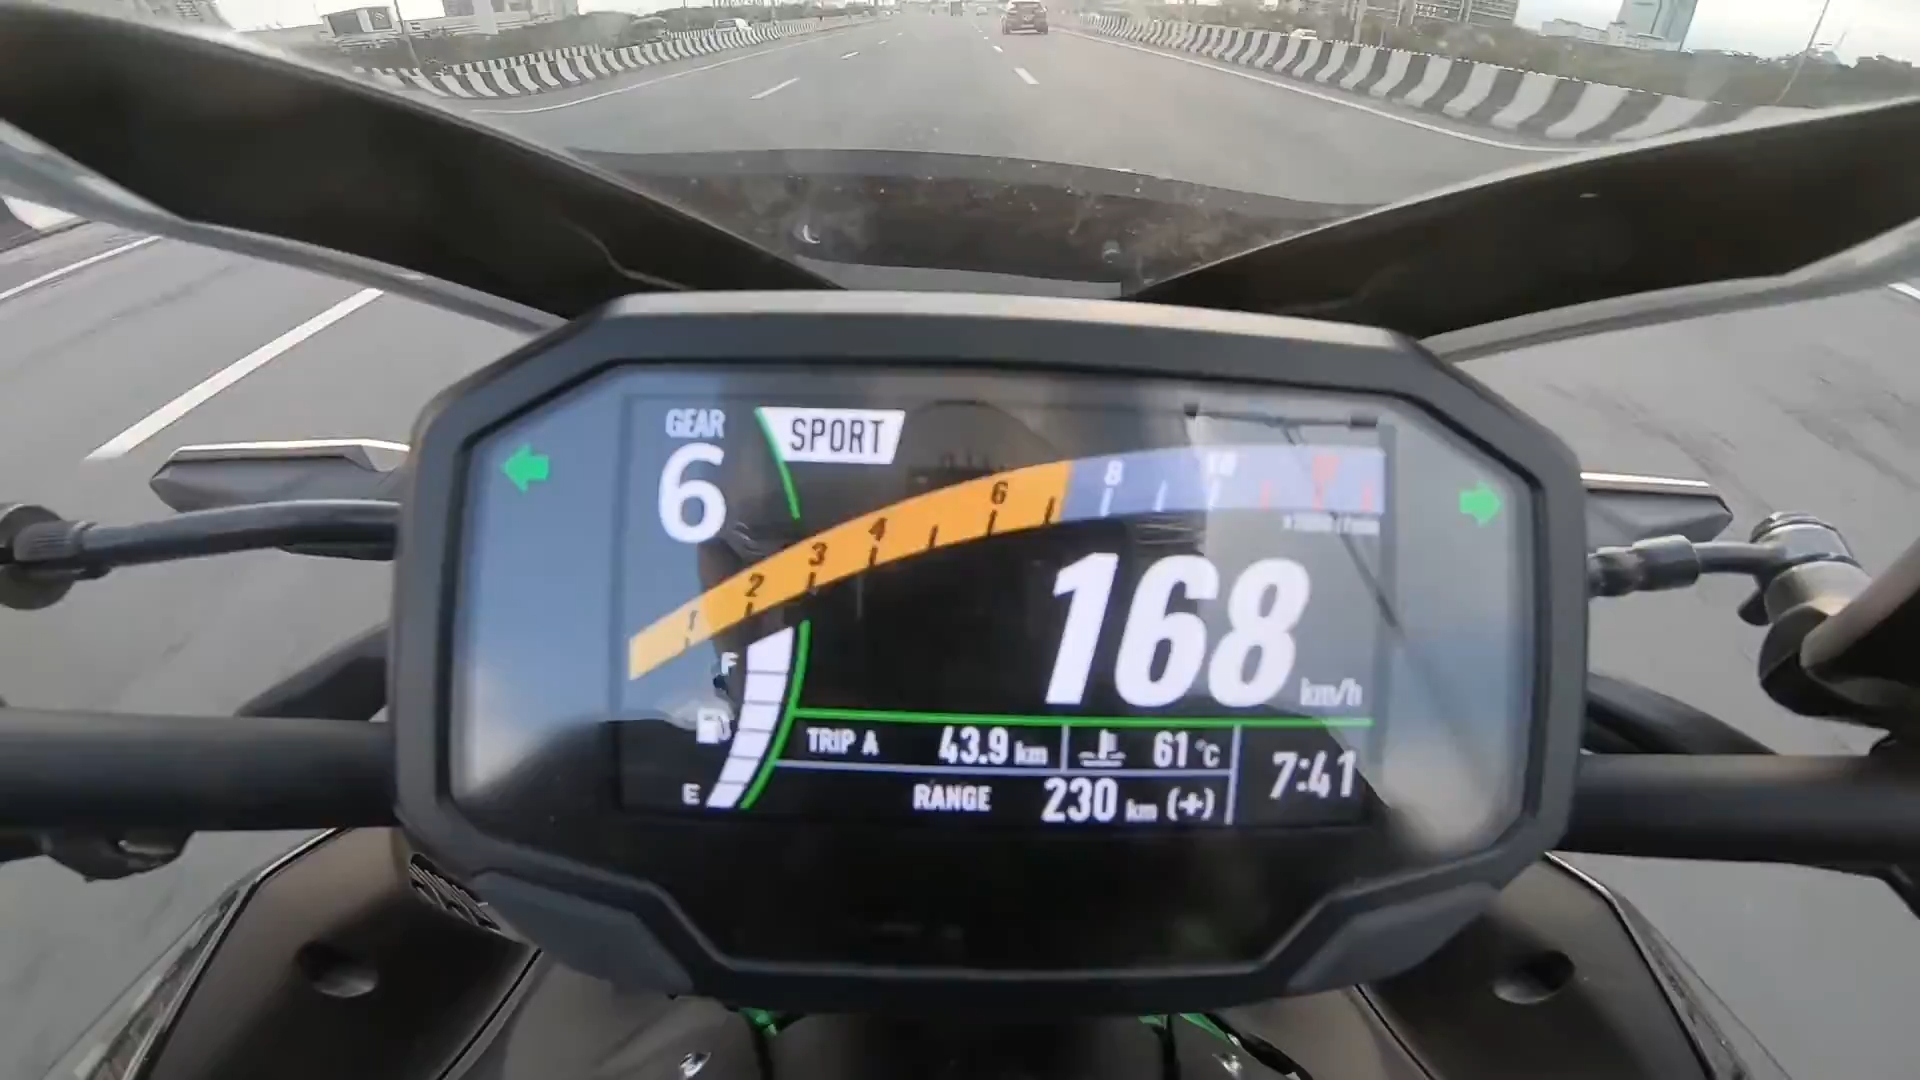 GEAR
SPORT
6
1 2 3 4 6 8 10
168 km/h
F
E
TRIP A 43.9 km 61 °C
RANGE 230 km (+)
7:41